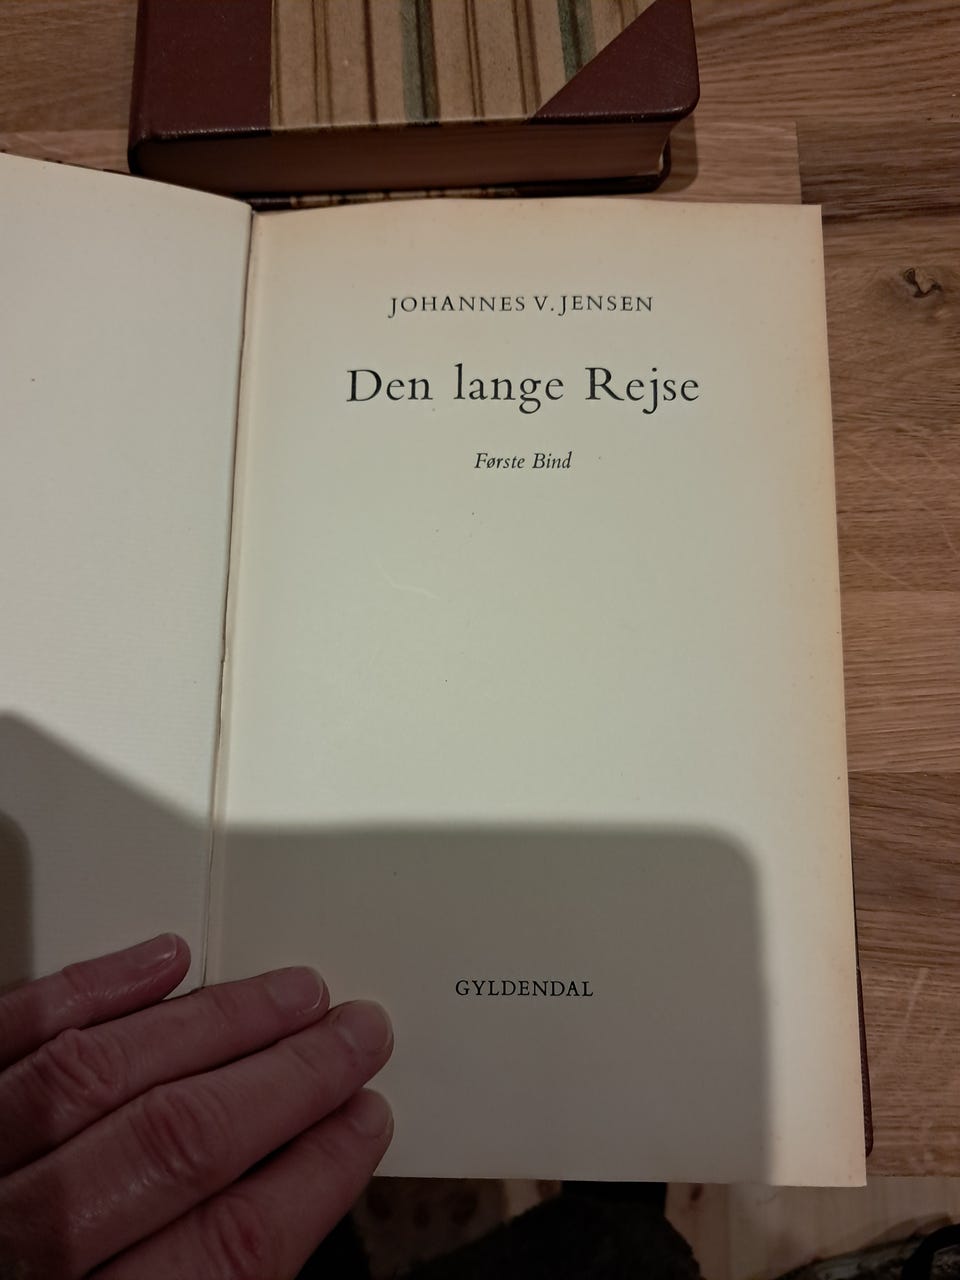 JOHANNES V. JENSEN
Den lange Rejse
Første Bind
GYLDENDAL